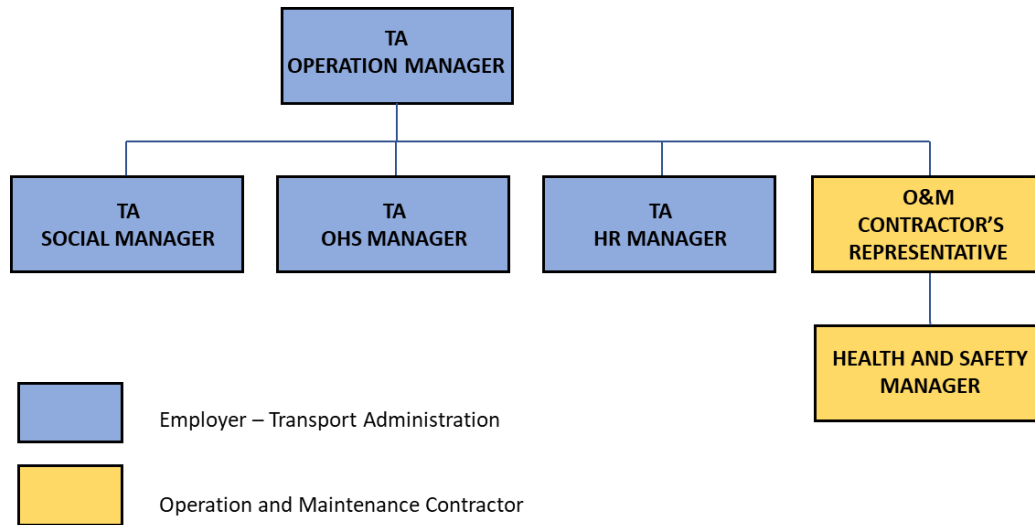 TA
OPERATION MANAGER
TA
SOCIAL MANAGER
TA
OHS MANAGER
TA
HR MANAGER
O&M
CONTRACTOR’S
REPRESENTATIVE
HEALTH AND SAFETY
MANAGER
Employer – Transport Administration
Operation and Maintenance Contractor